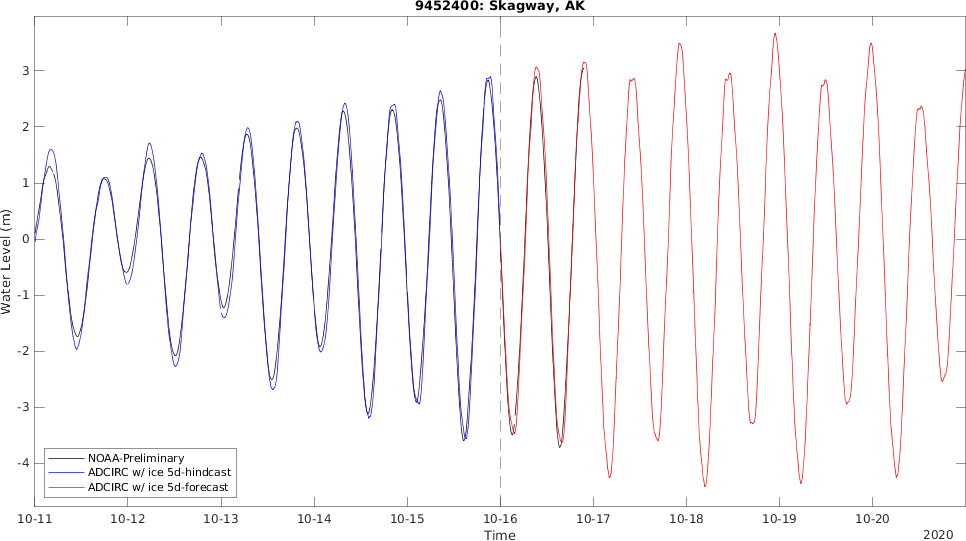 9452400: Skagway, AK
Water Level (m)
3
2
1
0
-1
-2
-3
-4
NOAA-Preliminary
ADCIRC w/ ice 5d-hindcast
ADCIRC w/ ice 5d-forecast
10-11 10-12 10-13 10-14 10-15 10-16 10-17 10-18 10-19 10-20
Time
2020